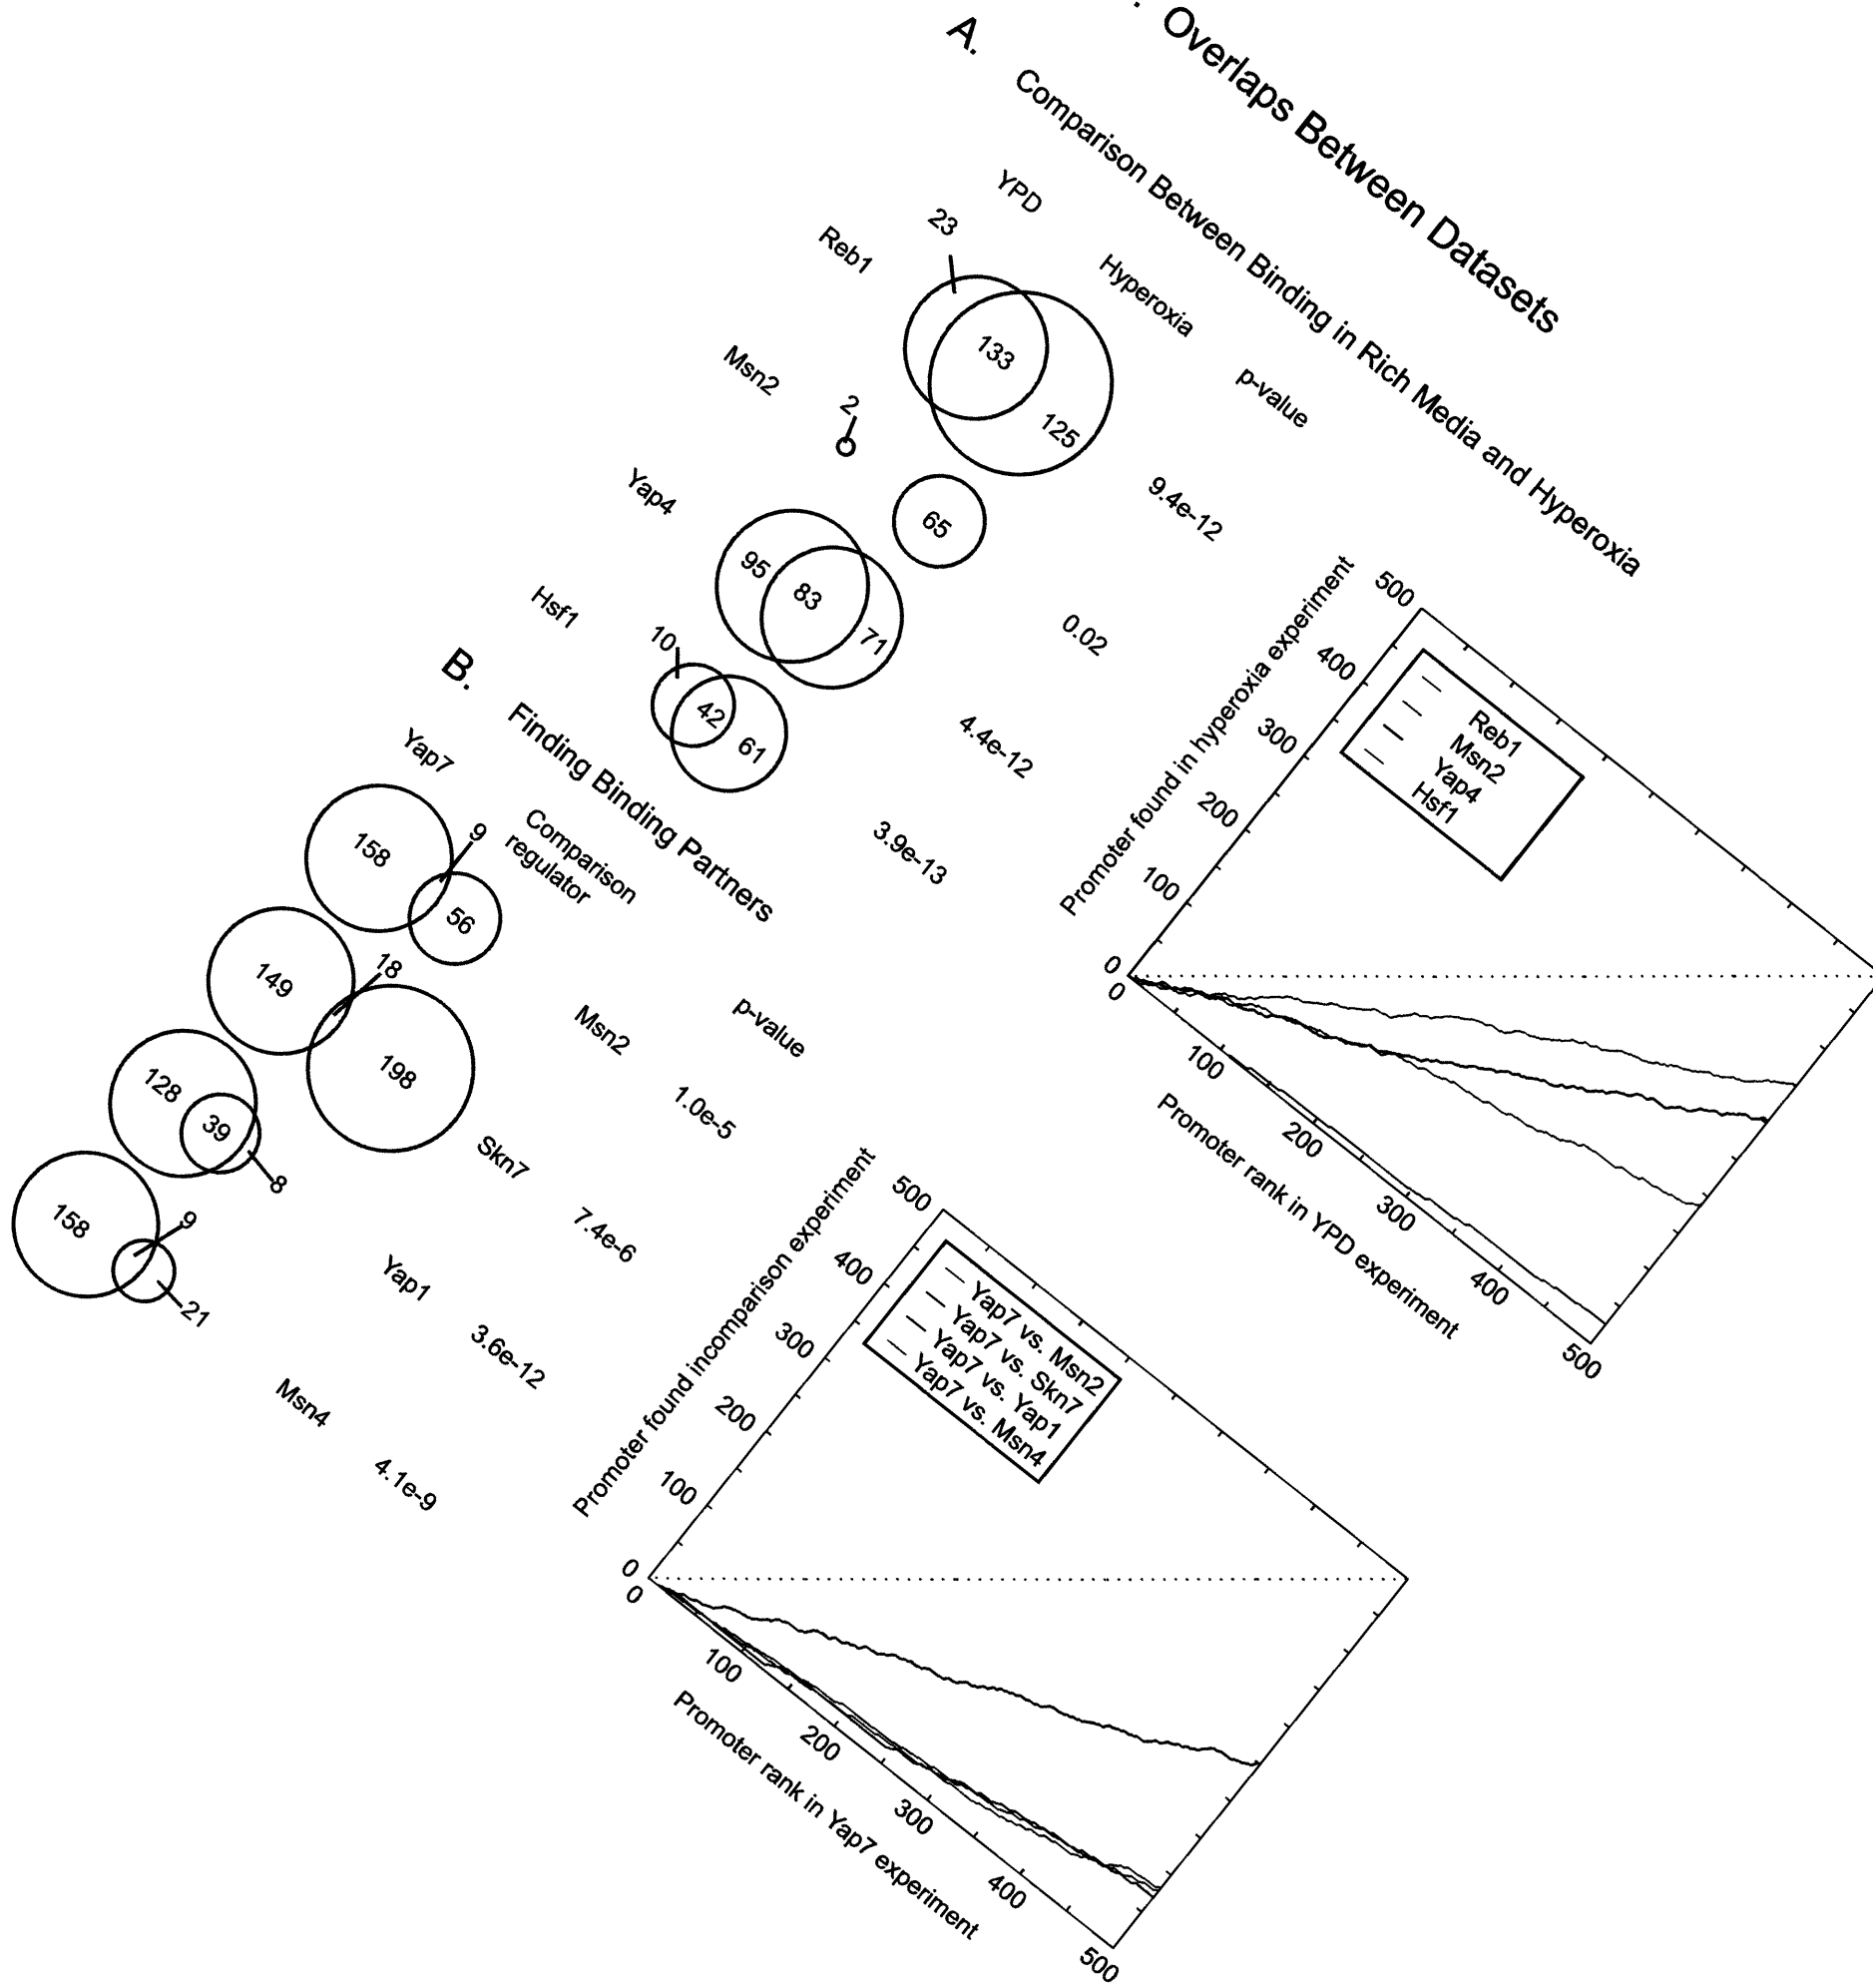 Overlaps Between Datasets
A. Comparison Between Binding in Rich Media and Hyperoxia
YPD Hyperoxia p-value
Reb1 23 133 125 9.4e-12
Msn2 2 65 0.02
Yap4 95 83 71 4.4e-12
Hsf1 10 42 61 3.9e-13
Promoter found in hyperoxia experiment
500
400
300
200
100
0
Reb1
Msn2
Yap4
Hsf1
0 100 200 300 400 500
Promoter rank in YPD experiment
B. Finding Binding Partners
Yap7 Comparison p-value
regulator
158 9 56 Msn2 1.0e-5
149 18 198 Skn7 7.4e-6
128 39 8 Yap1 3.6e-12
158 9 21 Msn4 4.1e-9
Promoter found incomparison experiment
500
400
300
200
100
0
Yap7 vs. Msn2
Yap7 vs. Skn7
Yap7 vs. Yap1
Yap7 vs. Msn4
0 100 200 300 400 500
Promoter rank in Yap7 experiment